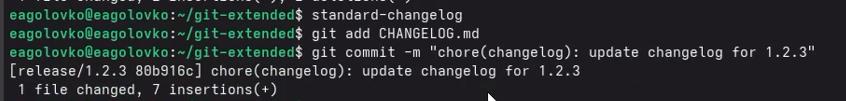 eagolovko@eagolovko:~/git-extended$ standard-changelog
eagolovko@eagolovko:~/git-extended$ git add CHANGELOG.md
eagolovko@eagolovko:~/git-extended$ git commit -m "chore(changelog): update changelog for 1.2.3"
[release/1.2.3 80b916c] chore(changelog): update changelog for 1.2.3
 1 file changed, 7 insertions(+)